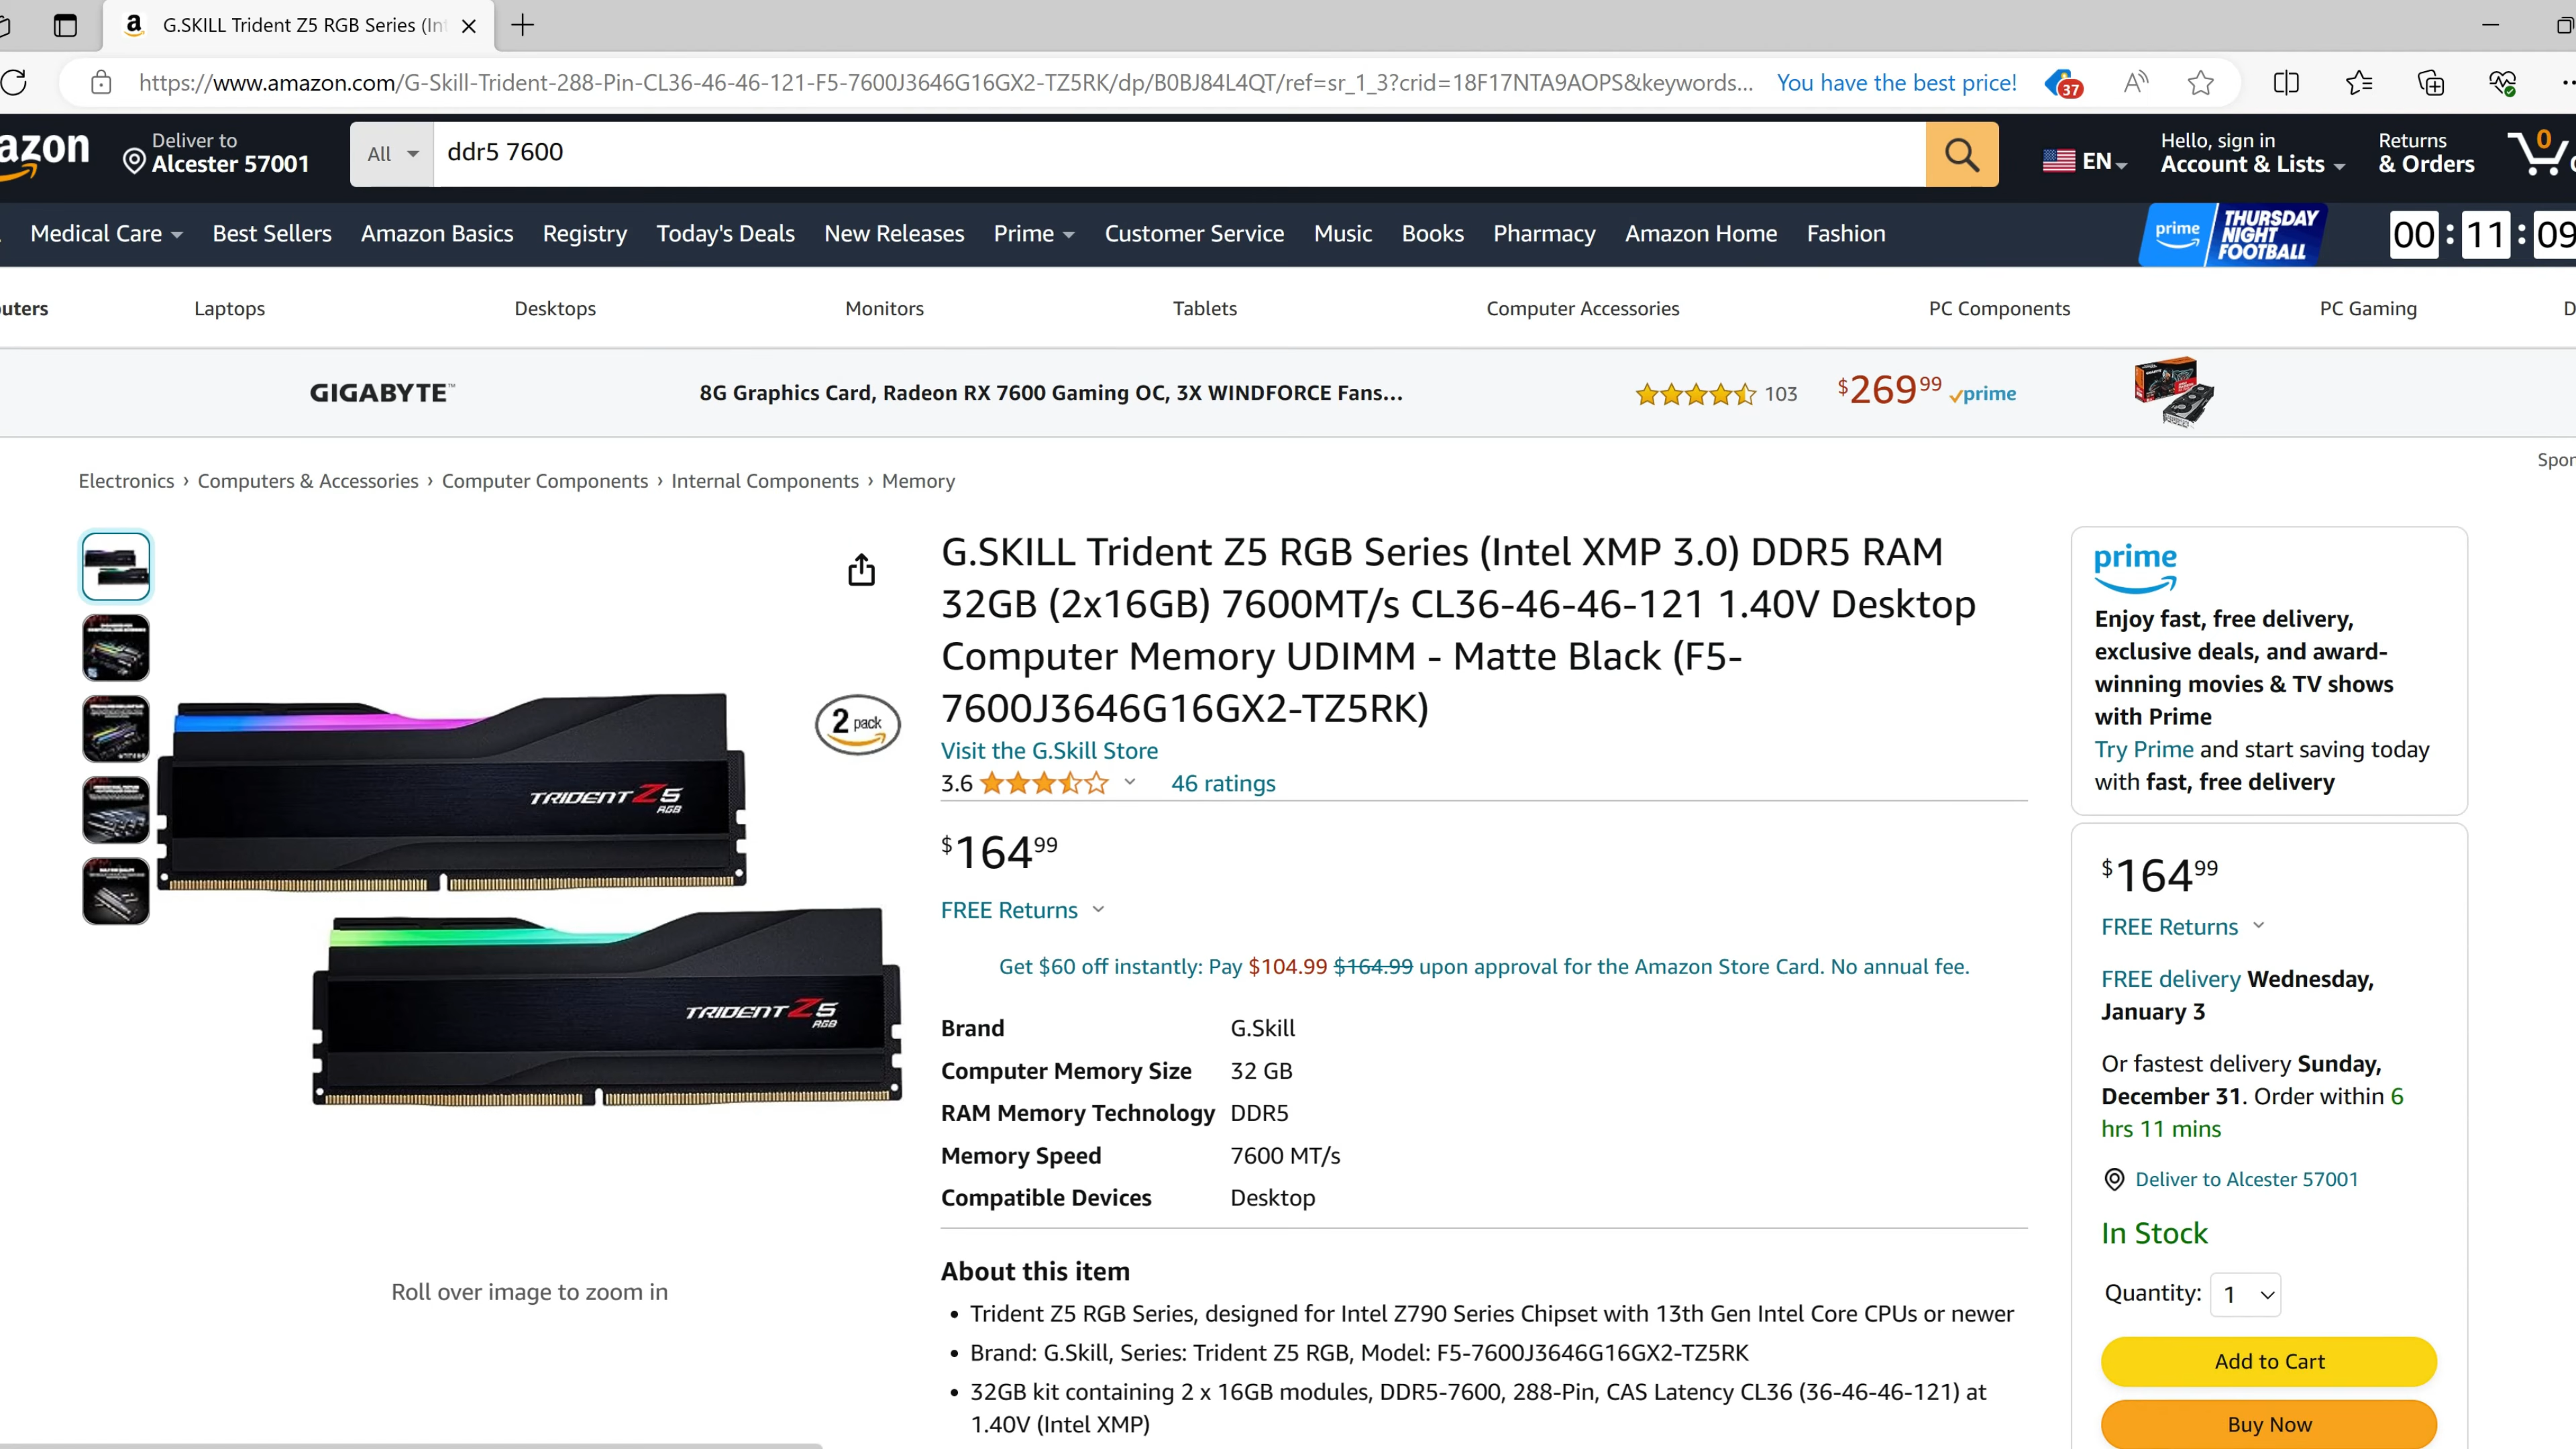 G.SKILL Trident Z5 RGB Series (In
https://www.amazon.com/G-Skill-Trident-288-Pin-CL36-46-46-121-F5-7600J3646G16GX2-TZ5RK/dp/B0BJ84L4QT/ref=sr_1_3?crid=18F17NTA9AOPS&keywords...
You have the best price!
37
azon
Deliver to
Alcester 57001
All
ddr5 7600
EN
Hello, sign in
Account & Lists
Returns
& Orders
0
Medical Care
Best Sellers
Amazon Basics
Registry
Today's Deals
New Releases
Prime
Customer Service
Music
Books
Pharmacy
Amazon Home
Fashion
prime
THURSDAY
NIGHT
FOOTBALL
00 : 11 : 09
uters
Laptops
Desktops
Monitors
Tablets
Computer Accessories
PC Components
PC Gaming
D
GIGABYTE™
8G Graphics Card, Radeon RX 7600 Gaming OC, 3X WINDFORCE Fans...
103
$269 99
prime
Spon
Electronics › Computers & Accessories › Computer Components › Internal Components › Memory
2 pack
TRIDENT Z5
RGB
TRIDENT Z5
RGB
Roll over image to zoom in
G.SKILL Trident Z5 RGB Series (Intel XMP 3.0) DDR5 RAM
32GB (2x16GB) 7600MT/s CL36-46-46-121 1.40V Desktop
Computer Memory UDIMM - Matte Black (F5-
7600J3646G16GX2-TZ5RK)
Visit the G.Skill Store
3.6
46 ratings
$164 99
FREE Returns
Get $60 off instantly: Pay $104.99 $164.99 upon approval for the Amazon Store Card. No annual fee.
Brand G.Skill
Computer Memory Size 32 GB
RAM Memory Technology DDR5
Memory Speed 7600 MT/s
Compatible Devices Desktop
About this item
• Trident Z5 RGB Series, designed for Intel Z790 Series Chipset with 13th Gen Intel Core CPUs or newer
• Brand: G.Skill, Series: Trident Z5 RGB, Model: F5-7600J3646G16GX2-TZ5RK
• 32GB kit containing 2 x 16GB modules, DDR5-7600, 288-Pin, CAS Latency CL36 (36-46-46-121) at
1.40V (Intel XMP)
prime
Enjoy fast, free delivery,
exclusive deals, and award-
winning movies & TV shows
with Prime
Try Prime and start saving today
with fast, free delivery
$164 99
FREE Returns
FREE delivery Wednesday,
January 3
Or fastest delivery Sunday,
December 31. Order within 6
hrs 11 mins
Deliver to Alcester 57001
In Stock
Quantity: 1
Add to Cart
Buy Now